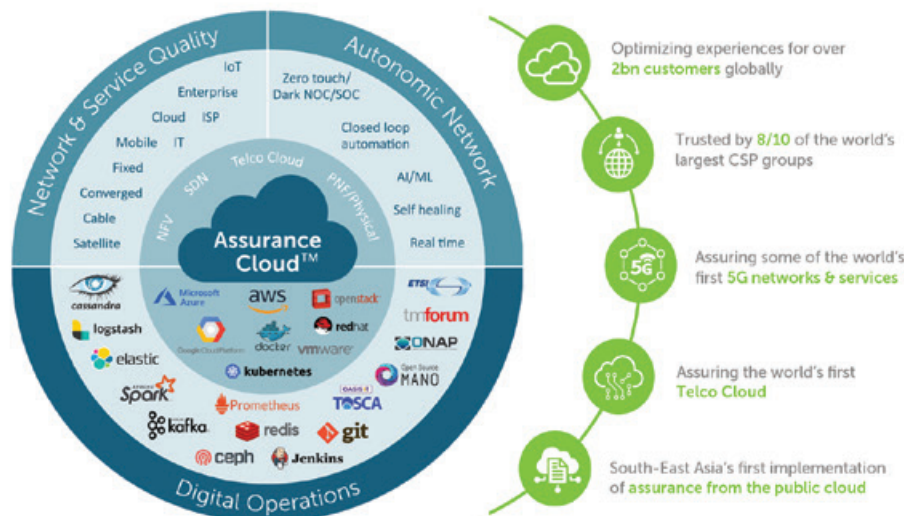 Network & Service Quality
Autonomic Network
IoT
Enterprise
Cloud ISP
Mobile IT
Fixed
Converged
Cable
Satellite
Zero touch/
Dark NOC/SOC
Closed loop
automation
AI/ML
Self healing
Real time
NFV
SDN
Telco Cloud
PNF/Physical
Assurance
Cloud™
cassandra
logstash
elastic
APACHE
Spark
kafka
ceph
Microsoft
Azure
aws
openstack
Google Cloud Platform
docker
redhat
vmware
kubernetes
Prometheus
OASIS
TOSCA
redis
git
Jenkins
ETSI
tmforum
ONAP
Open Source
MANO
Digital Operations
Optimizing experiences for over
2bn customers globally
Trusted by 8/10 of the world's
largest CSP groups
5G
Assuring some of the world's
first 5G networks & services
Assuring the world's first
Telco Cloud
South-East Asia's first implementation
of assurance from the public cloud